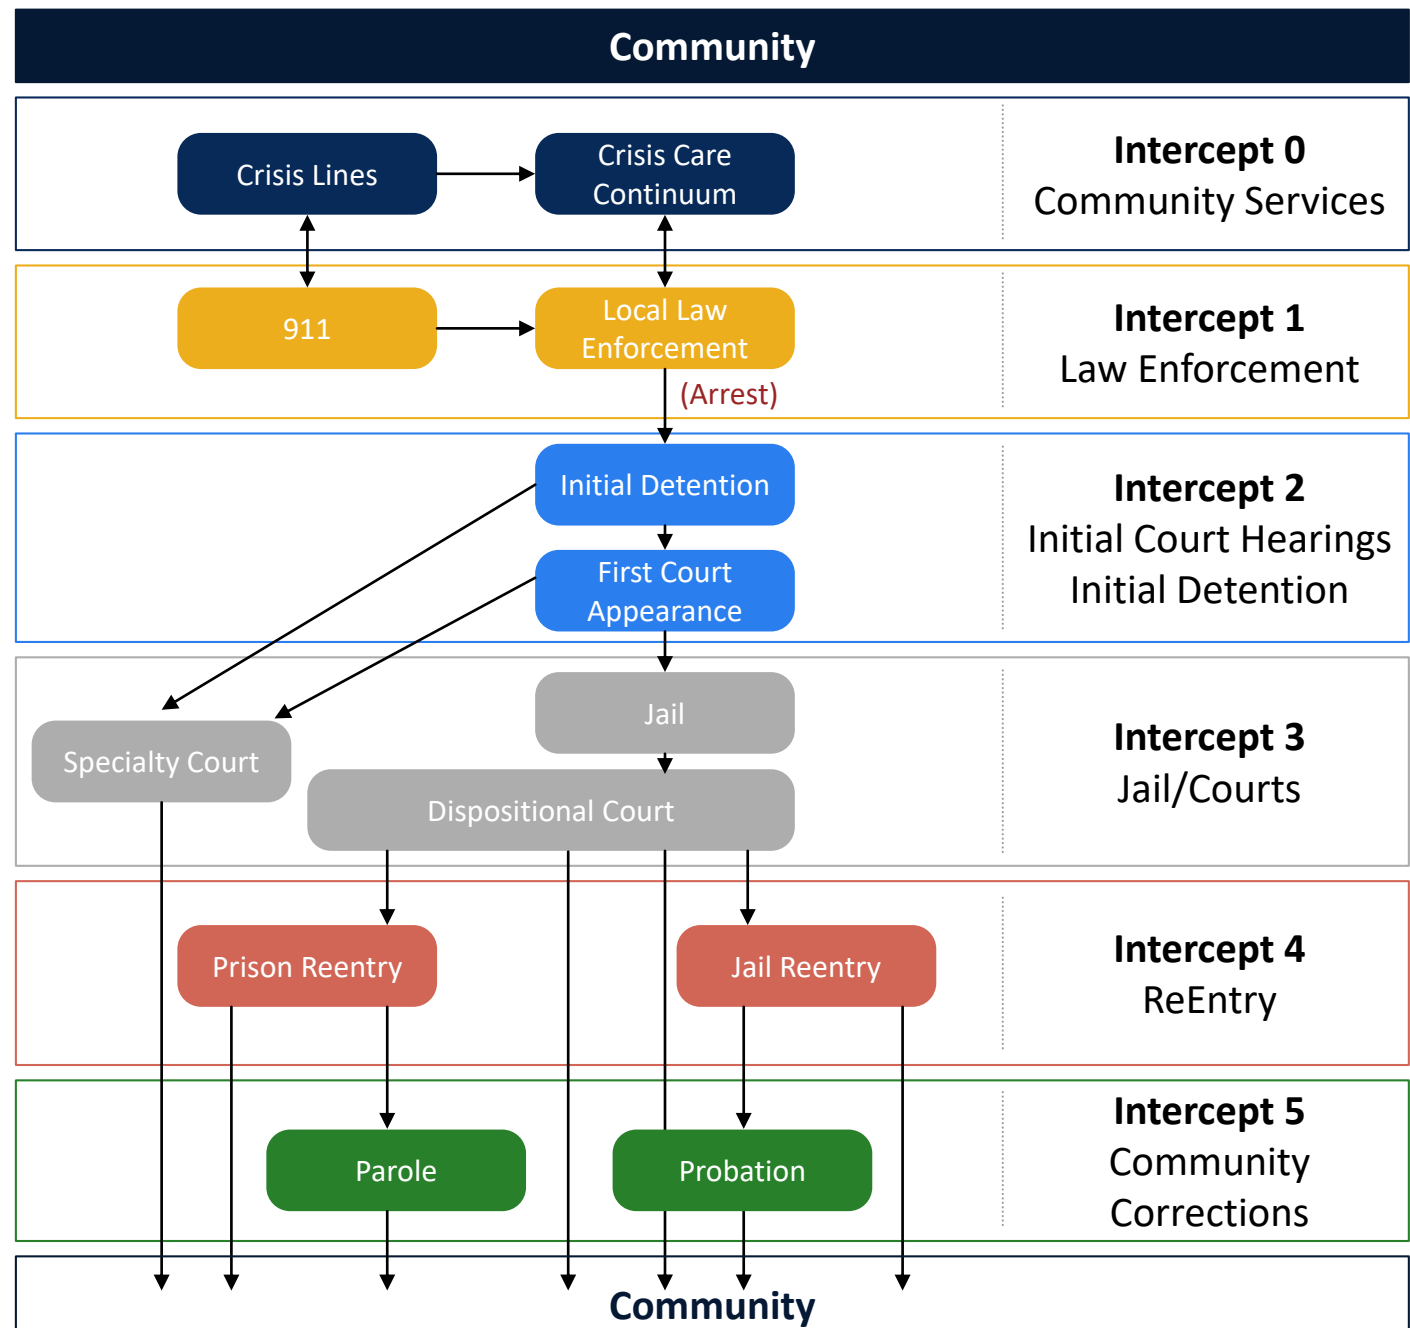 Community
Crisis Lines
Crisis Care
Continuum
Intercept 0
Community Services
911
Local Law
Enforcement
(Arrest)
Intercept 1
Law Enforcement
Initial Detention
First Court
Appearance
Intercept 2
Initial Court Hearings
Initial Detention
Specialty Court
Jail
Dispositional Court
Intercept 3
Jail/Courts
Prison Reentry
Jail Reentry
Intercept 4
ReEntry
Parole
Probation
Intercept 5
Community
Corrections
Community